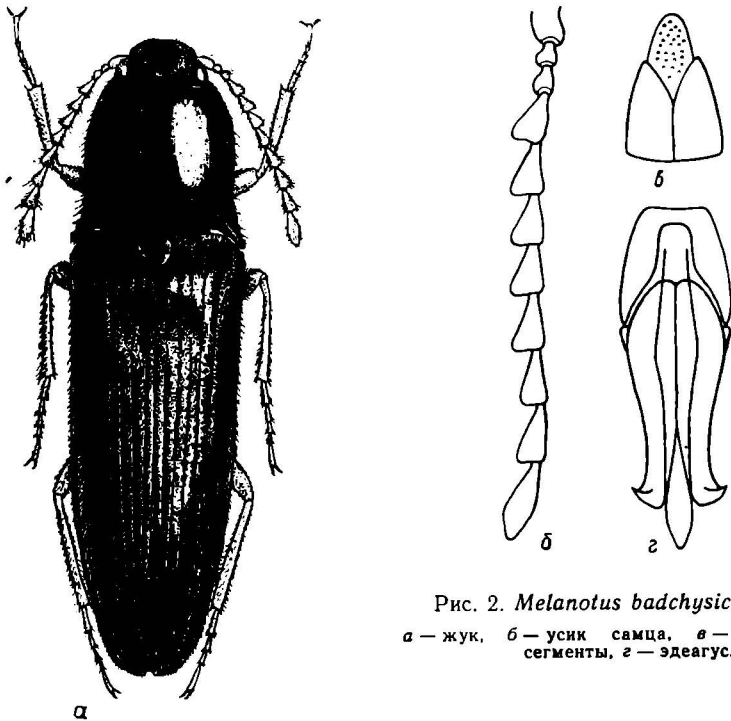 б
б
г
а
Рис. 2. Melanotus badchysic
а — жук, б — усик самца, в —
сегменты, г — эдеагус.